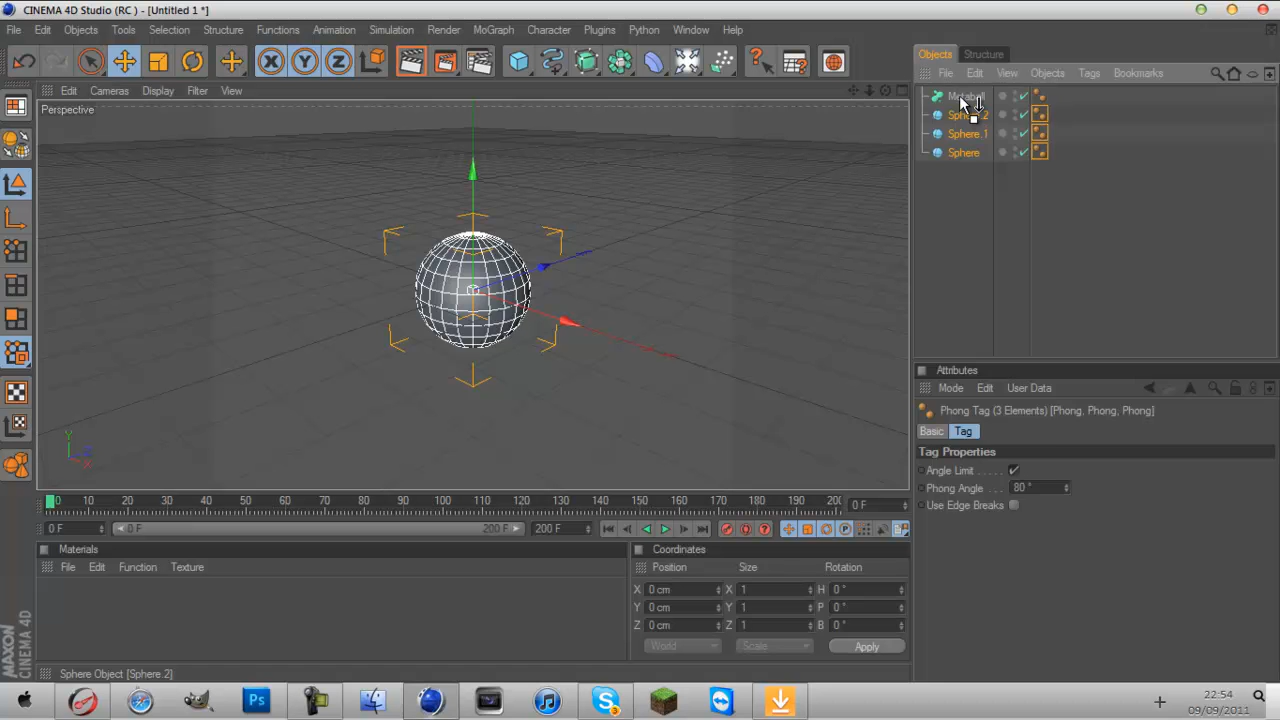 CINEMA 4D Studio (RC ) - [Untitled 1 *]
File Edit Objects Tools Selection Structure Functions Animation Simulation Render MoGraph Character Plugins Python Window Help
X Y Z
Objects Structure
File Edit View Objects Tags Bookmarks
Edit Cameras Display Filter View
Perspective
Sphere.1
Sphere
Y
Z
X
Attributes
Mode Edit User Data
Phong Tag (3 Elements) [Phong, Phong, Phong]
Basic Tag
Tag Properties
Angle Limit . . . . .
Phong Angle . . . 80 °
Use Edge Breaks
0 10 20 30 40 50 60 70 80 90 100 110 120 130 140 150 160 170 180 190 0 F
0 F 0 F 200 F 200 F
Materials
File Edit Function Texture
Coordinates
Position Size Rotation
X 0 cm X 1 H 0 °
Y 0 cm Y 1 P 0 °
Z 0 cm Z 1 B 0 °
World Scale Apply
MAXON CINEMA 4D
Sphere Object [Sphere.2]
Ps
3
22:54
09/09/2011